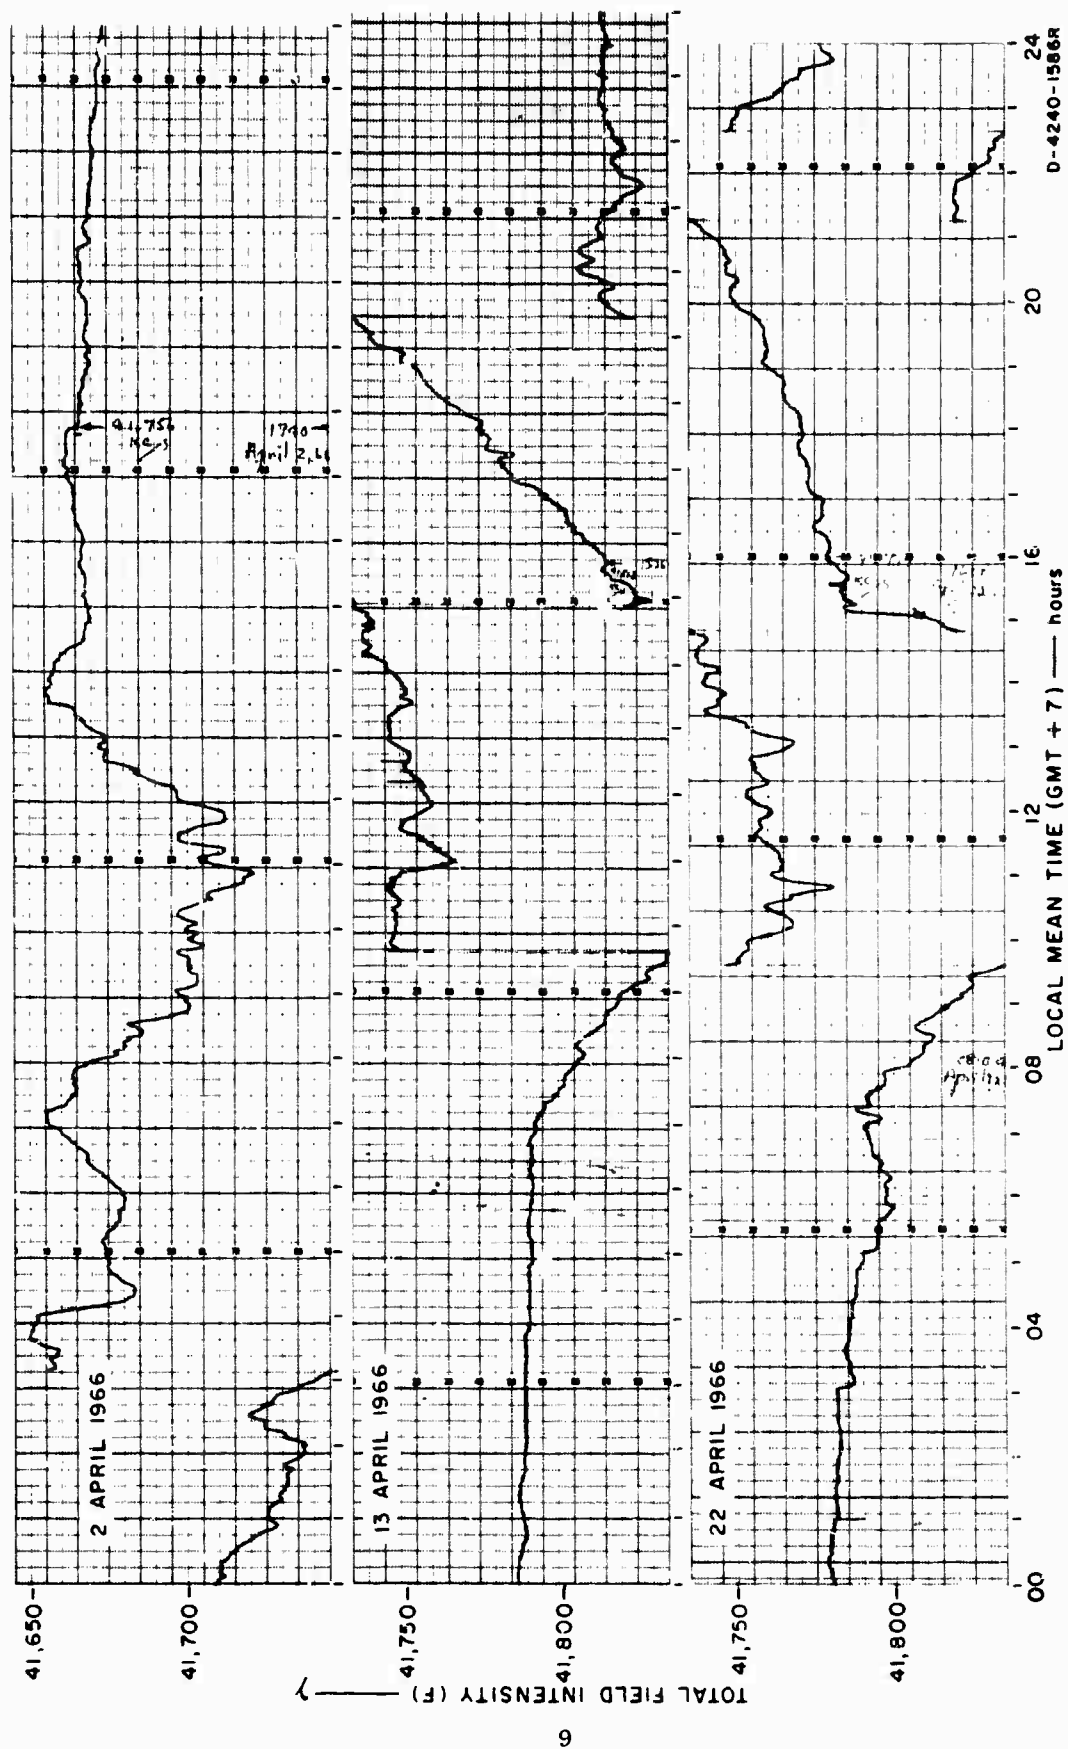 2 APRIL 1966
41,650
41,700
1700
April 2, 66
13 APRIL 1966
41,750
41,800
22 APRIL 1966
41,750
41,800
0800
TOTAL FIELD INTENSITY (F) — γ
00
04
08
12
16
20
24
LOCAL MEAN TIME (GMT + 7) — hours
D-4240-1586R
9